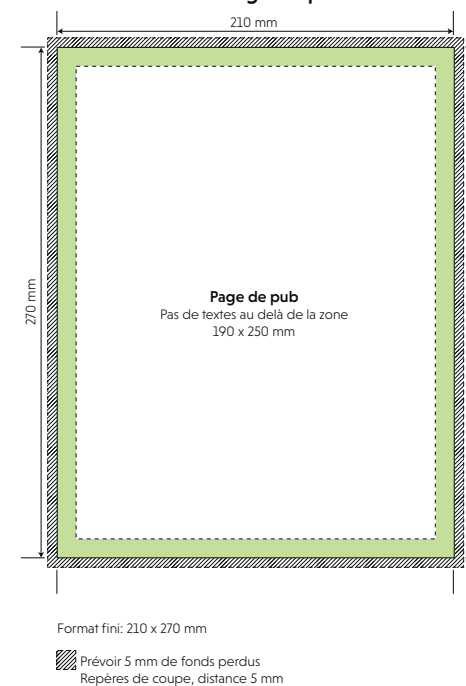 210 mm
270 mm
Page de pub
Pas de textes au delà de la zone
190 x 250 mm
Format fini: 210 x 270 mm
Prévoir 5 mm de fonds perdus
Repères de coupe, distance 5 mm